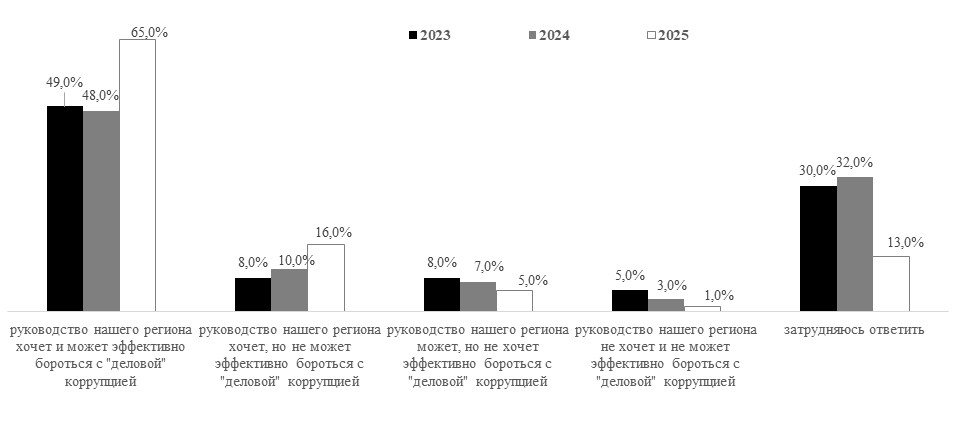 2023 2024 2025
49,0% 48,0% 65,0%
8,0% 10,0% 16,0%
8,0% 7,0% 5,0%
5,0% 3,0% 1,0%
30,0% 32,0% 13,0%
руководство нашего региона
хочет и может эффективно
бороться с "деловой"
коррупцией
руководство нашего региона
хочет, но не может
эффективно бороться с
"деловой" коррупцией
руководство нашего региона
может, но не хочет
эффективно бороться с
"деловой" коррупцией
руководство нашего региона
не хочет и не может
эффективно бороться с
"деловой" коррупцией
затрудняюсь ответить